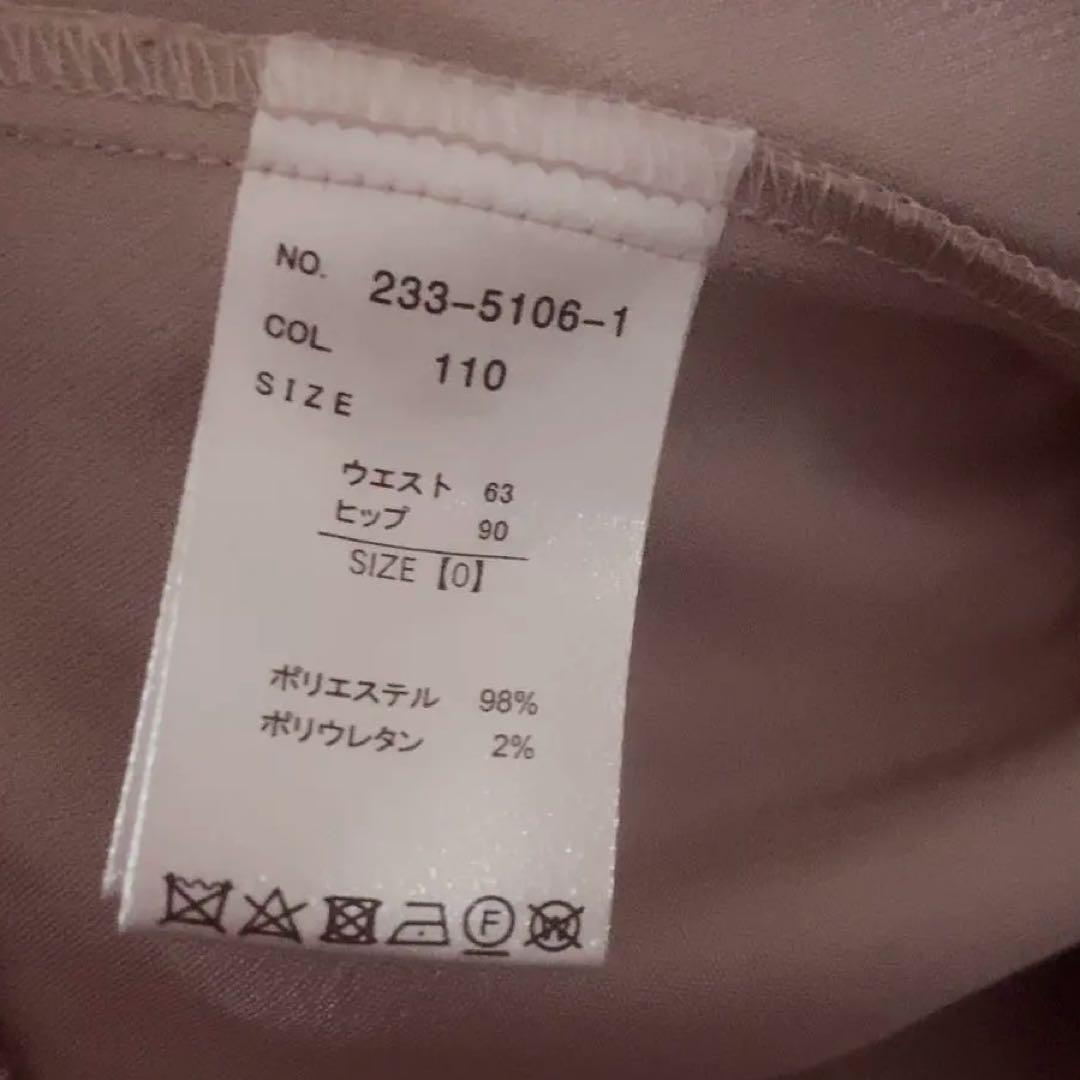 NO. 233-5106-1
COL 110
SIZE
ウエスト 63
ヒップ 90
SIZE【0】
ポリエステル 98%
ポリウレタン 2%
F W